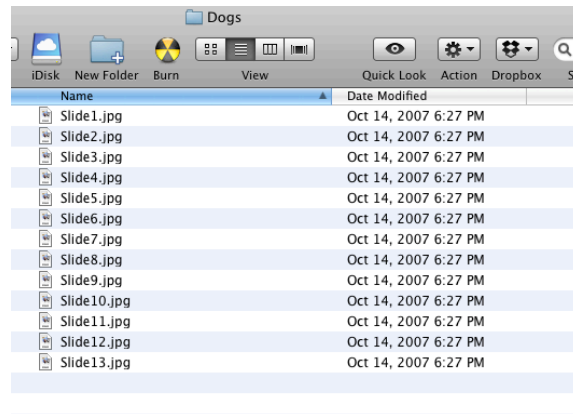 Dogs
iDisk New Folder Burn View Quick Look Action Dropbox
Name Date Modified
Slide1.jpg Oct 14, 2007 6:27 PM
Slide2.jpg Oct 14, 2007 6:27 PM
Slide3.jpg Oct 14, 2007 6:27 PM
Slide4.jpg Oct 14, 2007 6:27 PM
Slide5.jpg Oct 14, 2007 6:27 PM
Slide6.jpg Oct 14, 2007 6:27 PM
Slide7.jpg Oct 14, 2007 6:27 PM
Slide8.jpg Oct 14, 2007 6:27 PM
Slide9.jpg Oct 14, 2007 6:27 PM
Slide10.jpg Oct 14, 2007 6:27 PM
Slide11.jpg Oct 14, 2007 6:27 PM
Slide12.jpg Oct 14, 2007 6:27 PM
Slide13.jpg Oct 14, 2007 6:27 PM